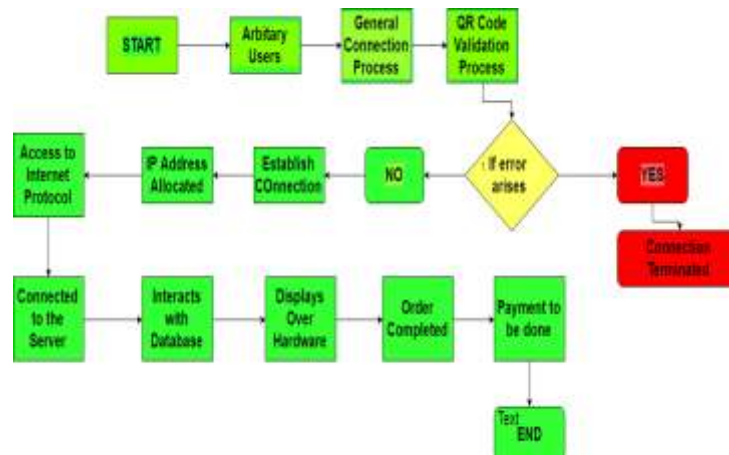 START
Arbitary
Users
General
Connection
Process
QR Code
Validation
Process
If error
arises
YES
Connection
Terminated
NO
Establish
COnnection
IP Address
Allocated
Access to
Internet
Protocol
Connected
to the
Server
Interacts
with
Database
Displays
Over
Hardware
Order
Completed
Payment to
be done
Text
END